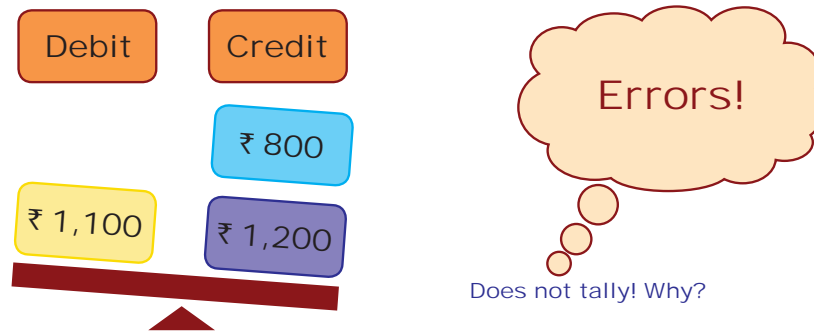 Debit
Credit
Errors!
₹ 800
₹ 1,100
₹ 1,200
Does not tally! Why?